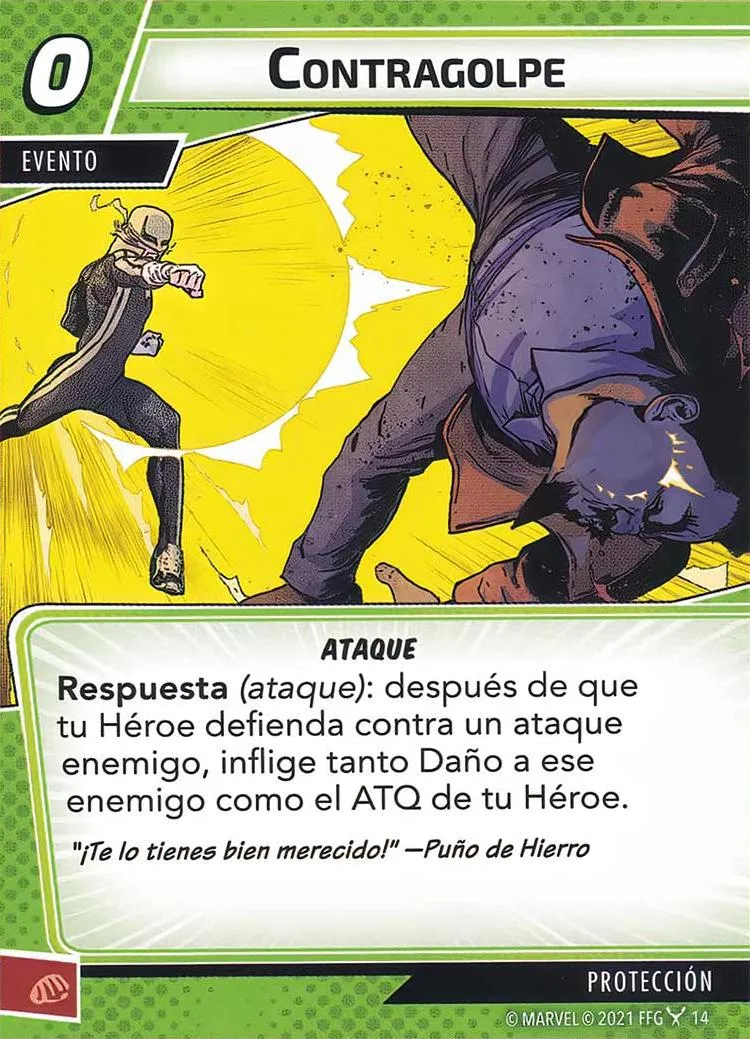 0
CONTRAGOLPE
EVENTO
ATAQUE
Respuesta (ataque): después de que
tu Héroe defienda contra un ataque
enemigo, inflige tanto Daño a ese
enemigo como el ATQ de tu Héroe.
"¡Te lo tienes bien merecido!" —Puño de Hierro
PROTECCIÓN
© MARVEL © 2021 FFG 14